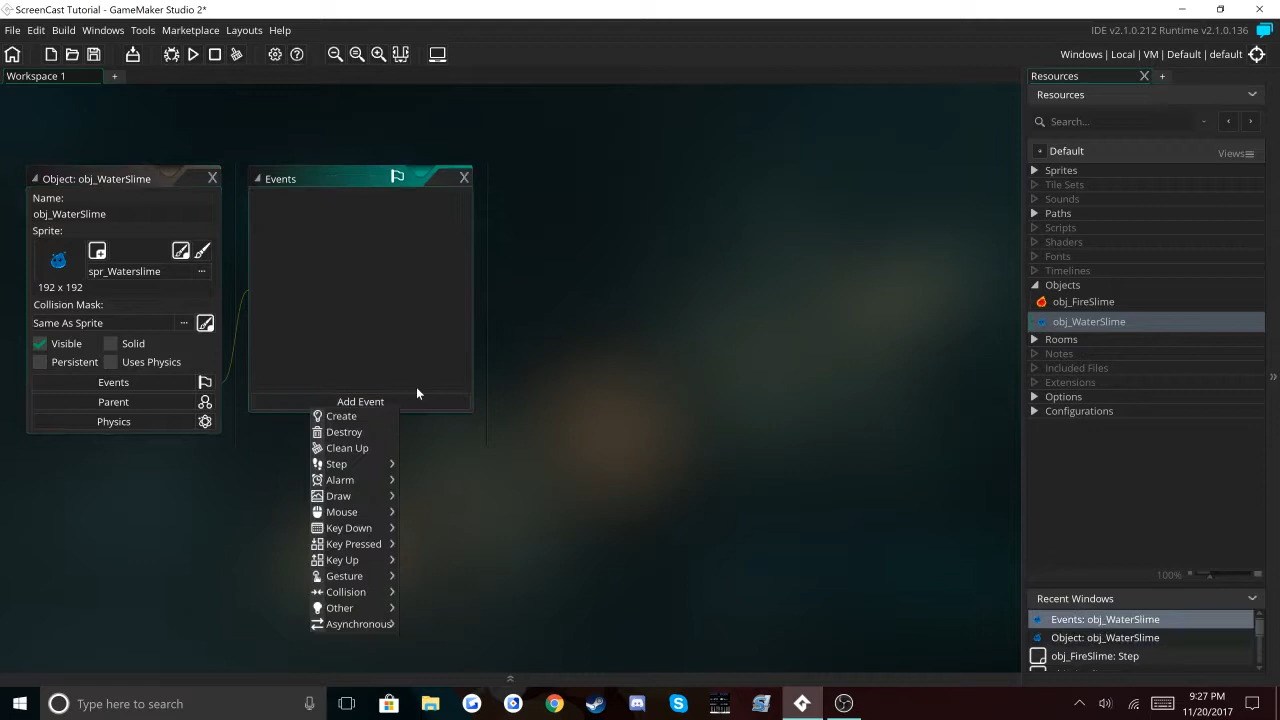 ScreenCast Tutorial - GameMaker Studio 2*
File Edit Build Windows Tools Marketplace Layouts Help
IDE v2.1.0.212 Runtime v2.1.0.136
Windows | Local | VM | Default | default
Workspace 1 +
Resources X +
Resources
Search...
Default
Views
Sprites
Tile Sets
Sounds
Paths
Scripts
Shaders
Fonts
Timelines
Objects
obj_FireSlime
obj_WaterSlime
Rooms
Notes
Included Files
Extensions
Options
Configurations
100%
Recent Windows
Events: obj_WaterSlime
Object: obj_WaterSlime
obj_FireSlime: Step
Object: obj_WaterSlime X
Name:
obj_WaterSlime
Sprite:
spr_Waterslime ...
192 x 192
Collision Mask:
Same As Sprite ...
Visible Solid
Persistent Uses Physics
Events
Parent
Physics
Events X
Add Event
Create
Destroy
Clean Up
Step
Alarm
Draw
Mouse
Key Down
Key Pressed
Key Up
Gesture
Collision
Other
Asynchronous
Type here to search
9:27 PM
11/20/2017